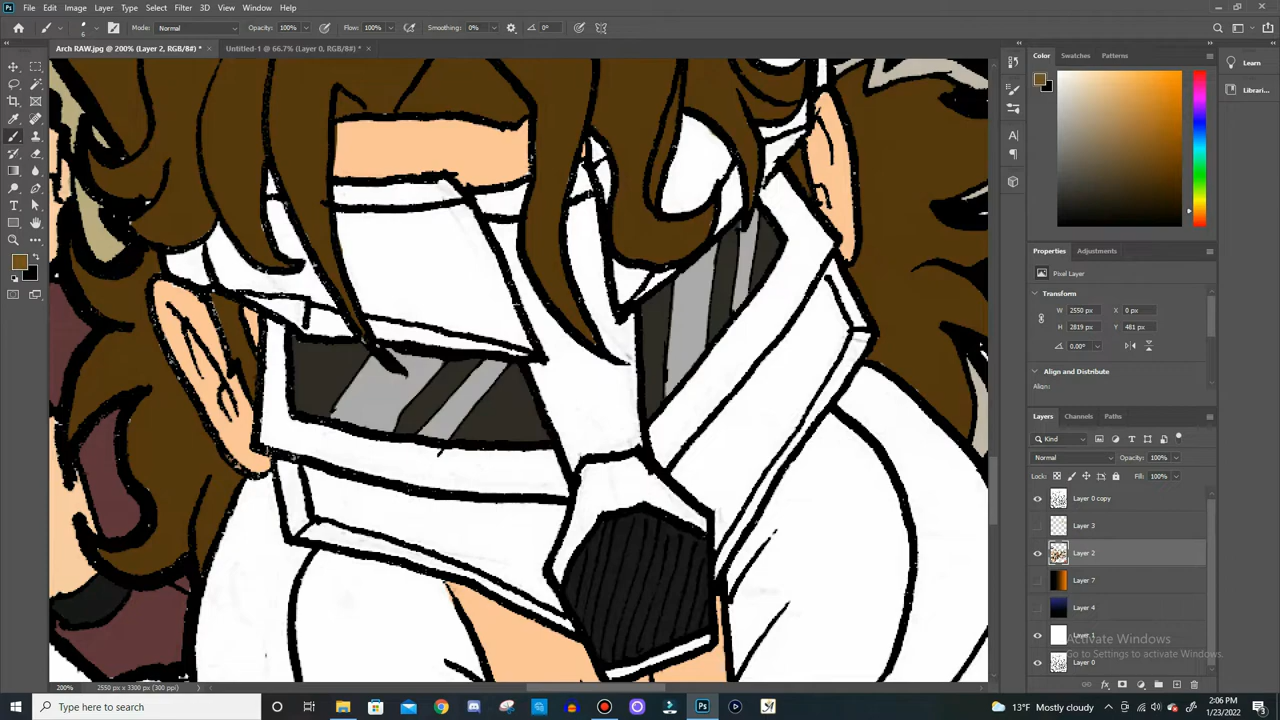 File Edit Image Layer Type Select Filter 3D View Window Help
Mode: Normal Opacity: 100% Flow: 100% Smoothing: 0% 0°
Arch RAW.jpg @ 200% (Layer 2, RGB/8#) * × Untitled-1 @ 66.7% (Layer 0, RGB/8#) * ×
Color Swatches Patterns
Learn
Librari...
Properties Adjustments
Pixel Layer
Transform
W: 2550 px X: 0 px
H: 2819 px Y: 481 px
0.00°
Align and Distribute
Align:
Layers Channels Paths
Kind
Normal Opacity: 100%
Lock: Fill: 100%
Layer 0 copy
Layer 3
Layer 2
Layer 7
Layer 4
Layer 1
Activate Windows
Go to Settings to activate Windows.
Layer 0
200% 2550 px x 3300 px (300 ppi)
Type here to search
13°F Mostly cloudy
2:06 PM
1/23/2022